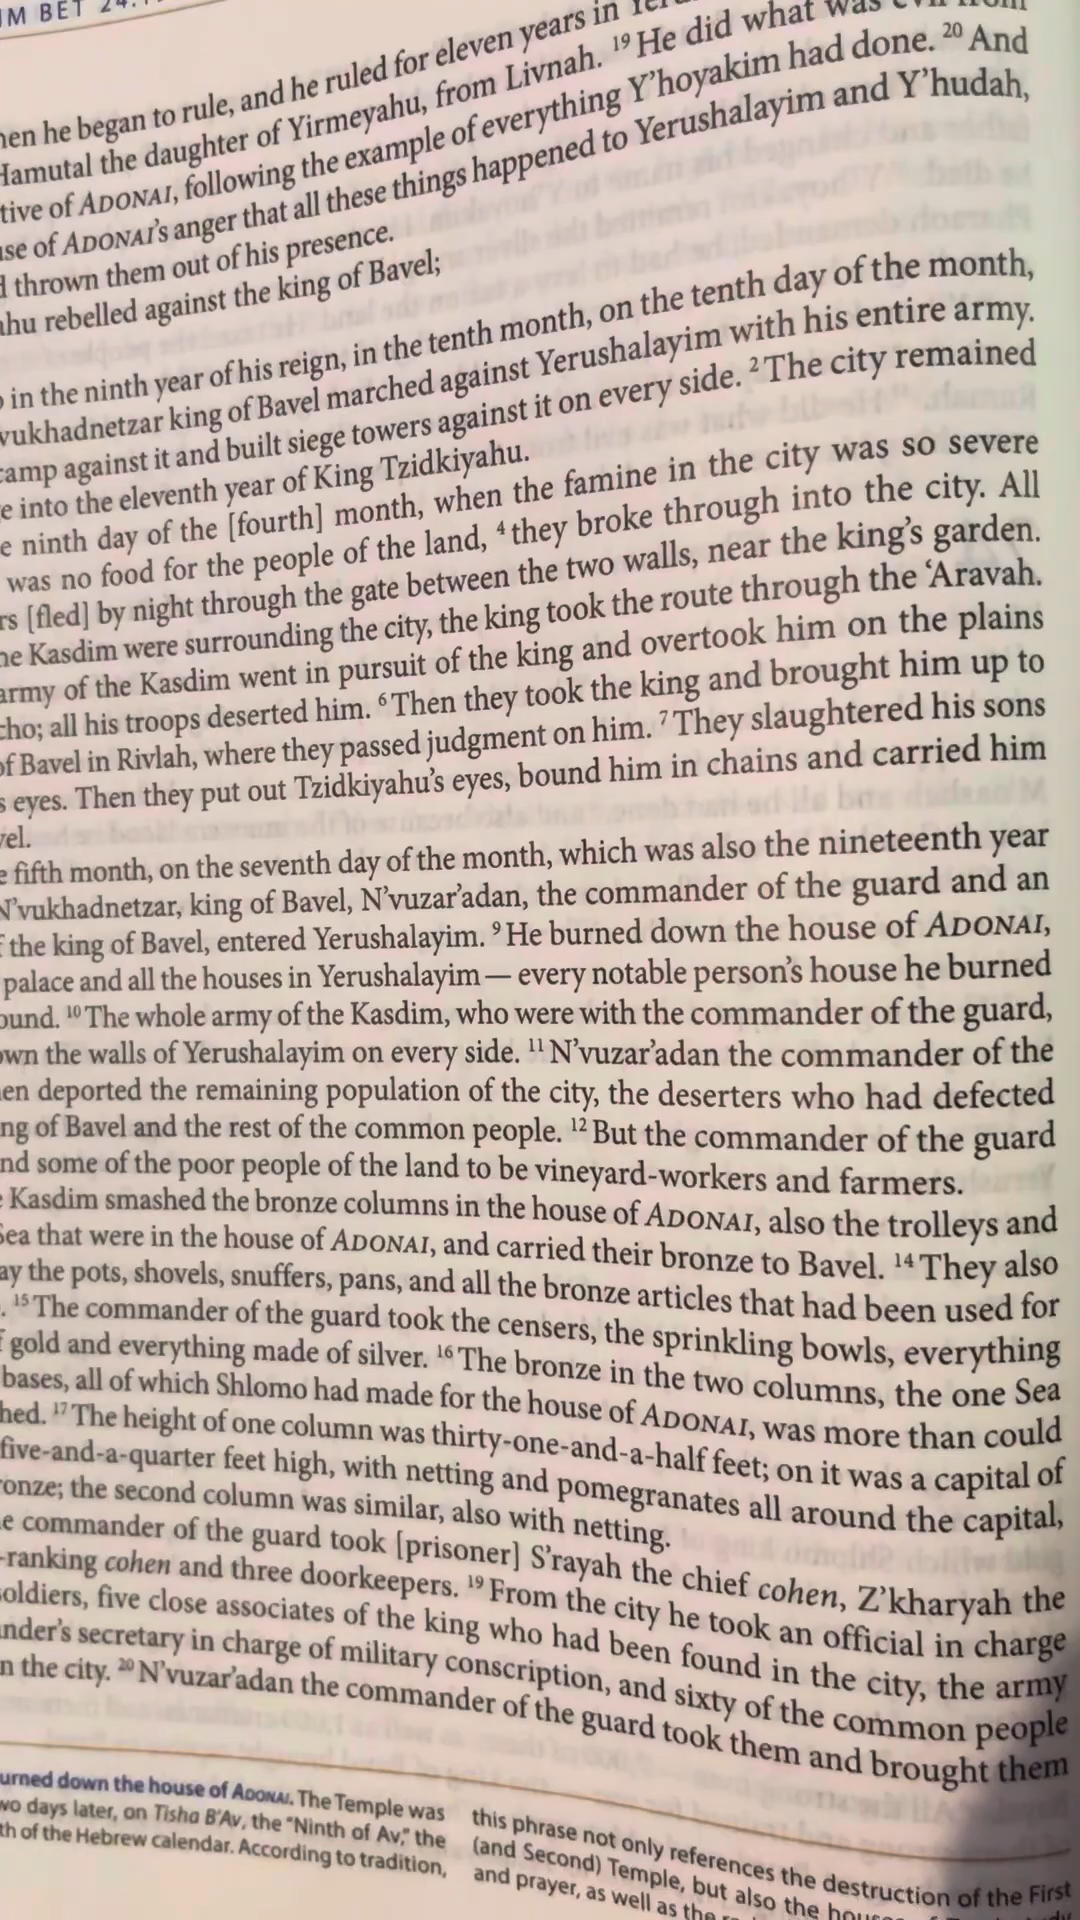 BET 24:
he began to rule, and he ruled for eleven years in
the daughter of Yirmeyahu, from Livnah. 19 He did what was
of ADONAI, following the example of everything Y'hoyakim had done. 20 And
of ADONAI's anger that all these things happened to Yerushalayim and Y'hudah,
thrown them out of his presence.
rebelled against the king of Bavel;
in the ninth year of his reign, in the tenth month, on the tenth day of the month,
king of Bavel marched against Yerushalayim with his entire army.
against it and built siege towers against it on every side. 2 The city remained
into the eleventh year of King Tzidkiyahu.
ninth day of the [fourth] month, when the famine in the city was so severe
was no food for the people of the land, 4 they broke through into the city. All
[fled] by night through the gate between the two walls, near the king's garden.
Kasdim were surrounding the city, the king took the route through the ‘Aravah.
army of the Kasdim went in pursuit of the king and overtook him on the plains
all his troops deserted him. 6 Then they took the king and brought him up to
of Bavel in Rivlah, where they passed judgment on him. 7 They slaughtered his sons
eyes. Then they put out Tzidkiyahu's eyes, bound him in chains and carried him
fifth month, on the seventh day of the month, which was also the nineteenth year
N'vukhadnetzar, king of Bavel, N'vuzar'adan, the commander of the guard and an
the king of Bavel, entered Yerushalayim. 9 He burned down the house of ADONAI,
palace and all the houses in Yerushalayim — every notable person's house he burned
10 The whole army of the Kasdim, who were with the commander of the guard,
the walls of Yerushalayim on every side. 11 N'vuzar'adan the commander of the
deported the remaining population of the city, the deserters who had defected
of Bavel and the rest of the common people. 12 But the commander of the guard
some of the poor people of the land to be vineyard-workers and farmers.
Kasdim smashed the bronze columns in the house of ADONAI, also the trolleys and
Sea that were in the house of ADONAI, and carried their bronze to Bavel. 14 They also
the pots, shovels, snuffers, pans, and all the bronze articles that had been used for
15 The commander of the guard took the censers, the sprinkling bowls, everything
gold and everything made of silver. 16 The bronze in the two columns, the one Sea
bases, all of which Shlomo had made for the house of ADONAI, was more than could
17 The height of one column was thirty-one-and-a-half feet; on it was a capital of
five-and-a-quarter feet high, with netting and pomegranates all around the capital,
the second column was similar, also with netting.
commander of the guard took [prisoner] S'rayah the chief cohen, Z'kharyah the
-ranking cohen and three doorkeepers. 19 From the city he took an official in charge
soldiers, five close associates of the king who had been found in the city, the army
secretary in charge of military conscription, and sixty of the common people
the city. 20 N'vuzar'adan the commander of the guard took them and brought them
down the house of ADONAI. The Temple was
days later, on Tisha B'Av, the "Ninth of Av," the
of the Hebrew calendar. According to tradition,
this phrase not only references the destruction of the First
(and Second) Temple, but also the
and prayer, as well as the